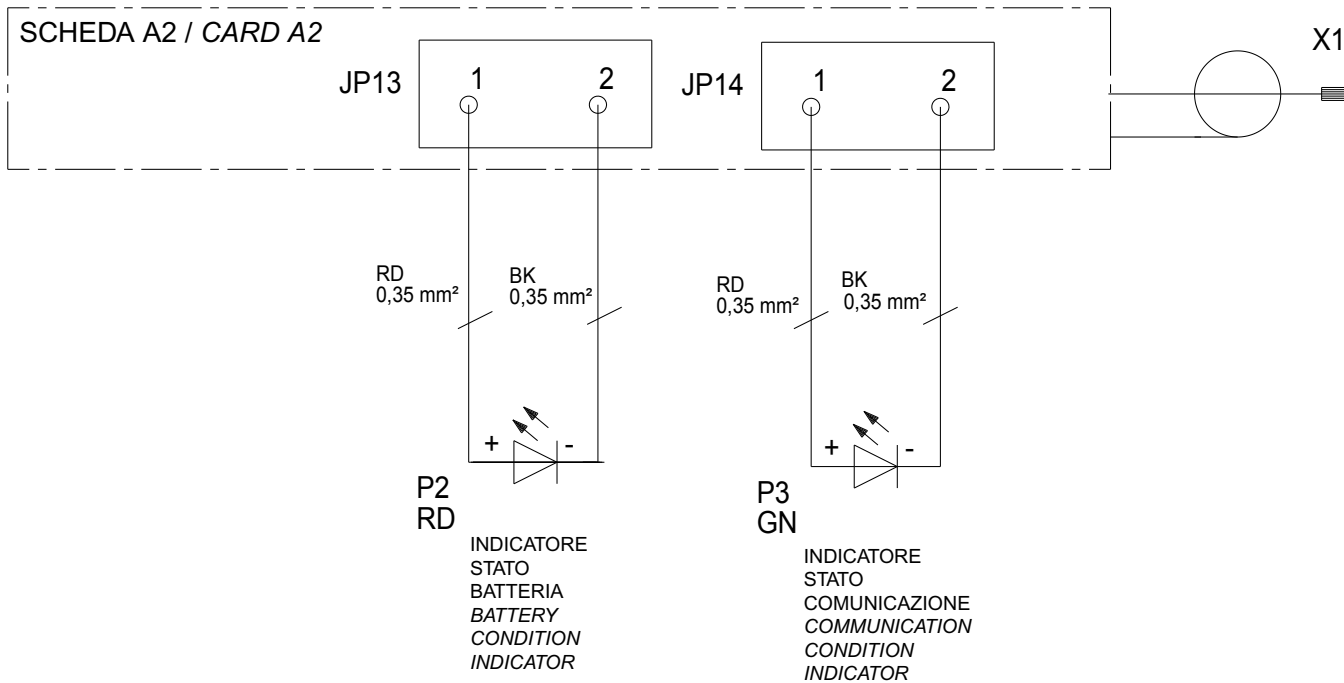 SCHEDA A2 / CARD A2
X1
JP13
1
2
JP14
1
2
RD
0,35 mm²
BK
0,35 mm²
RD
0,35 mm²
BK
0,35 mm²
+
-
+
-
P2
RD
INDICATORE
STATO
BATTERIA
BATTERY
CONDITION
INDICATOR
P3
GN
INDICATORE
STATO
COMUNICAZIONE
COMMUNICATION
CONDITION
INDICATOR